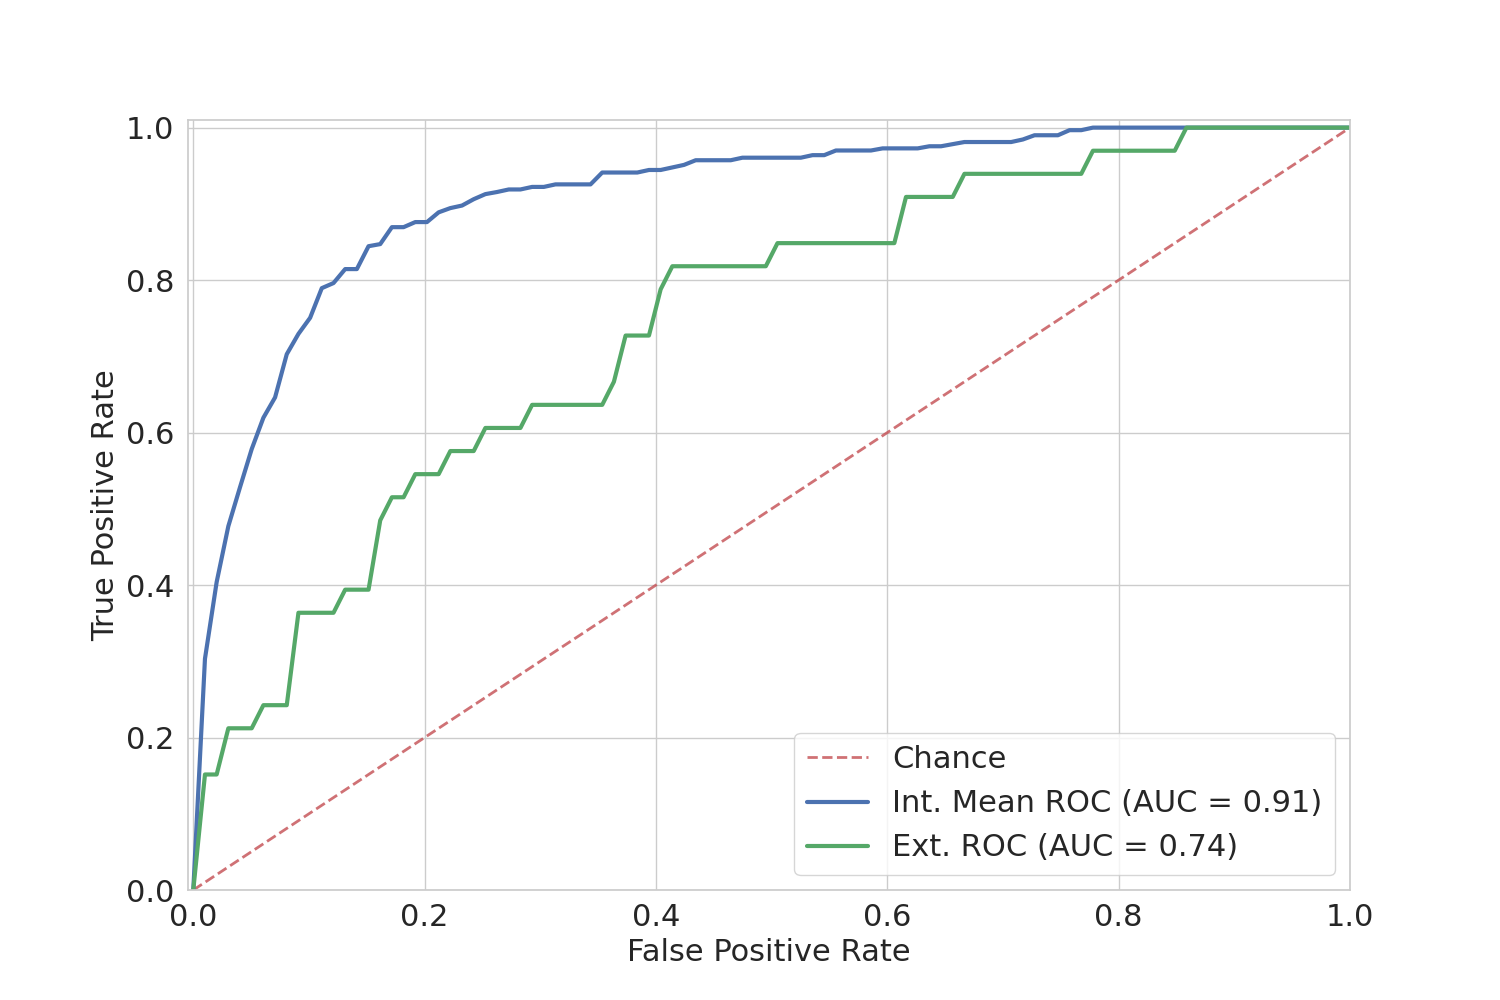 1.0
0.8
0.6
0.4
0.2
0.0
True Positive Rate
Chance
Int. Mean ROC (AUC = 0.91)
Ext. ROC (AUC = 0.74)
0.0 0.2 0.4 0.6 0.8 1.0
False Positive Rate